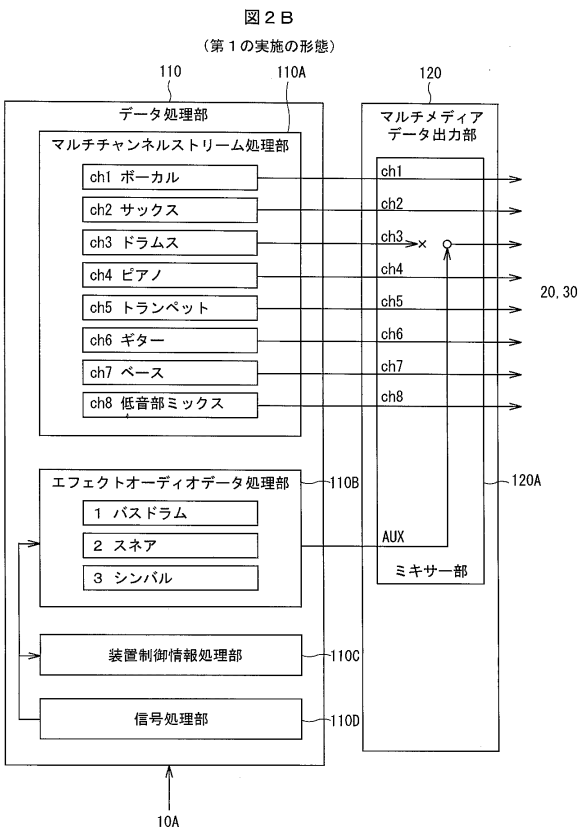 図２Ｂ
（第１の実施の形態）
110
110A
120
データ処理部
マルチチャンネルストリーム処理部
ch1 ボーカル
ch2 サックス
ch3 ドラムス
ch4 ピアノ
ch5 トランペット
ch6 ギター
ch7 ベース
ch8 低音部ミックス
マルチメディア
データ出力部
ch1
ch2
ch3
×
ch4
ch5
ch6
ch7
ch8
20,30
エフェクトオーディオデータ処理部
110B
１ バスドラム
２ スネア
３ シンバル
AUX
ミキサー部
120A
装置制御情報処理部
110C
信号処理部
110D
10A